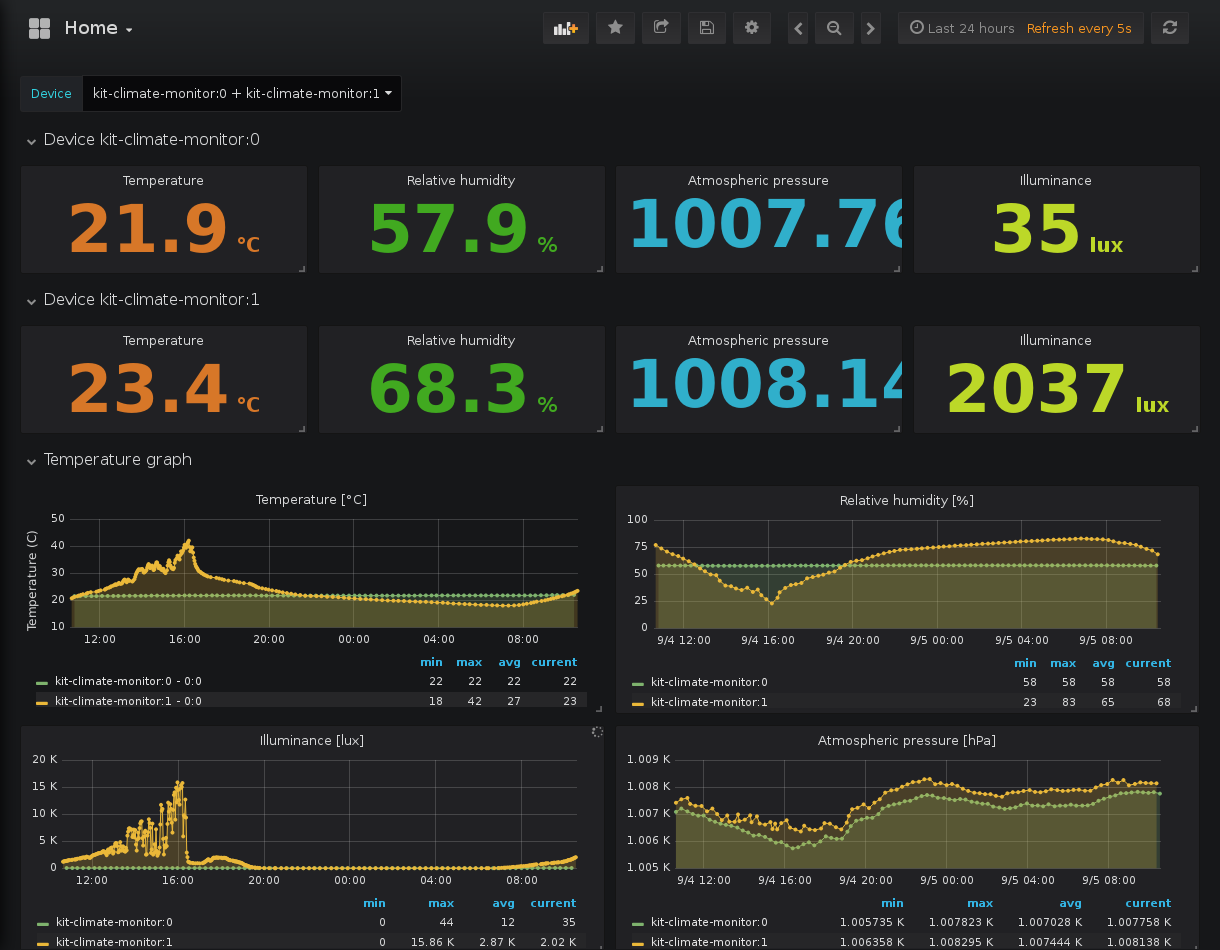 Home
Last 24 hours Refresh every 5s
Device kit-climate-monitor:0 + kit-climate-monitor:1
Device kit-climate-monitor:0
Temperature Relative humidity Atmospheric pressure Illuminance
21.9 °C 57.9 % 1007.76 35 lux
Device kit-climate-monitor:1
Temperature Relative humidity Atmospheric pressure Illuminance
23.4 °C 68.3 % 1008.14 2037 lux
Temperature graph
Temperature [°C]
Temperature (C)
50
40
30
20
10
12:00 16:00 20:00 00:00 04:00 08:00
min max avg current
kit-climate-monitor:0 - 0:0 22 22 22 22
kit-climate-monitor:1 - 0:0 18 42 27 23
Relative humidity [%]
100
75
50
25
0
9/4 12:00 9/4 16:00 9/4 20:00 9/5 00:00 9/5 04:00 9/5 08:00
min max avg current
kit-climate-monitor:0 58 58 58 58
kit-climate-monitor:1 23 83 65 68
Illuminance [lux]
20 K
15 K
10 K
5 K
0
12:00 16:00 20:00 00:00 04:00 08:00
min max avg current
kit-climate-monitor:0 0 44 12 35
kit-climate-monitor:1 0 15.86 K 2.87 K 2.02 K
Atmospheric pressure [hPa]
1.009 K
1.008 K
1.007 K
1.006 K
1.005 K
9/4 12:00 9/4 16:00 9/4 20:00 9/5 00:00 9/5 04:00 9/5 08:00
min max avg current
kit-climate-monitor:0 1.005735 K 1.007823 K 1.007028 K 1.007758 K
kit-climate-monitor:1 1.006358 K 1.008295 K 1.007444 K 1.008138 K